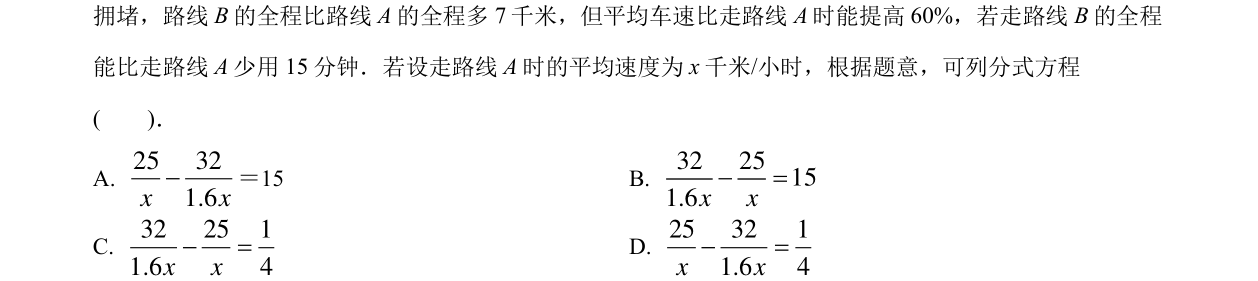 拥堵，路线 B 的全程比路线 A 的全程多 7 千米，但平均车速比走路线 A 时能提高 60%，若走路线 B 的全程
能比走路线 A 少用 15 分钟．若设走路线 A 时的平均速度为 x 千米/小时，根据题意，可列分式方程
(　　)．
A. 25/x − 32/1.6x = 15　　B. 32/1.6x − 25/x = 15
C. 32/1.6x − 25/x = 1/4　　D. 25/x − 32/1.6x = 1/4